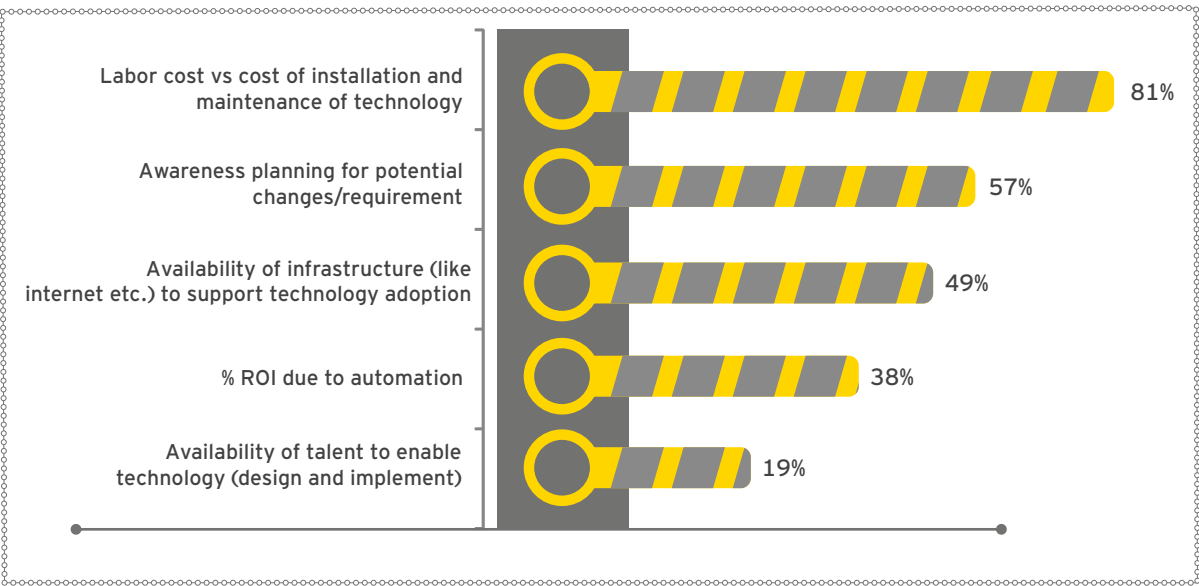 Labor cost vs cost of installation and
maintenance of technology
81%
Awareness planning for potential
changes/requirement
57%
Availability of infrastructure (like
internet etc.) to support technology adoption
49%
% ROI due to automation
38%
Availability of talent to enable
technology (design and implement)
19%